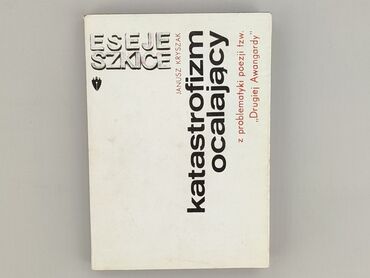 ESEJE
SZKICE
JANUSZ KRYSZAK
katastrofizm
ocalający
z problematyki poezji tzw.
„Drugiej Awangardy”